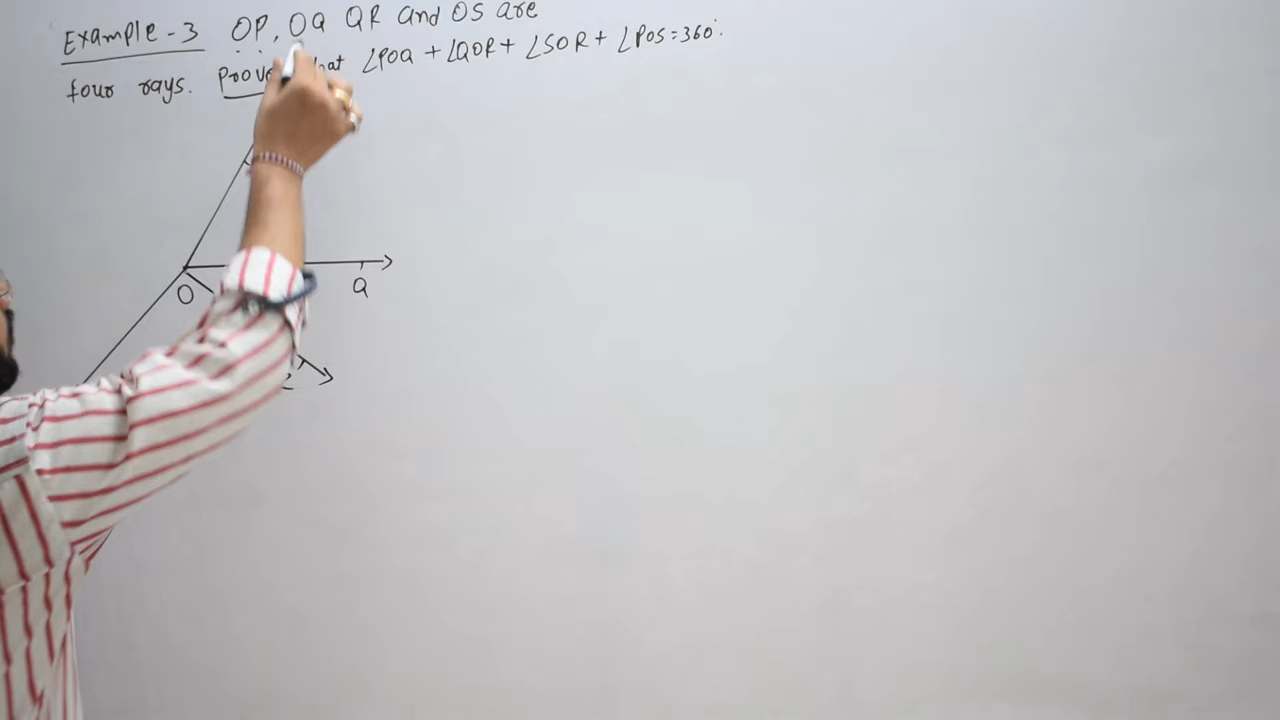 Example-3 OP, OQ QR and OS are
four rays. Prove that ∠POQ + ∠QOR + ∠SOR + ∠POS = 360°.
O
Q